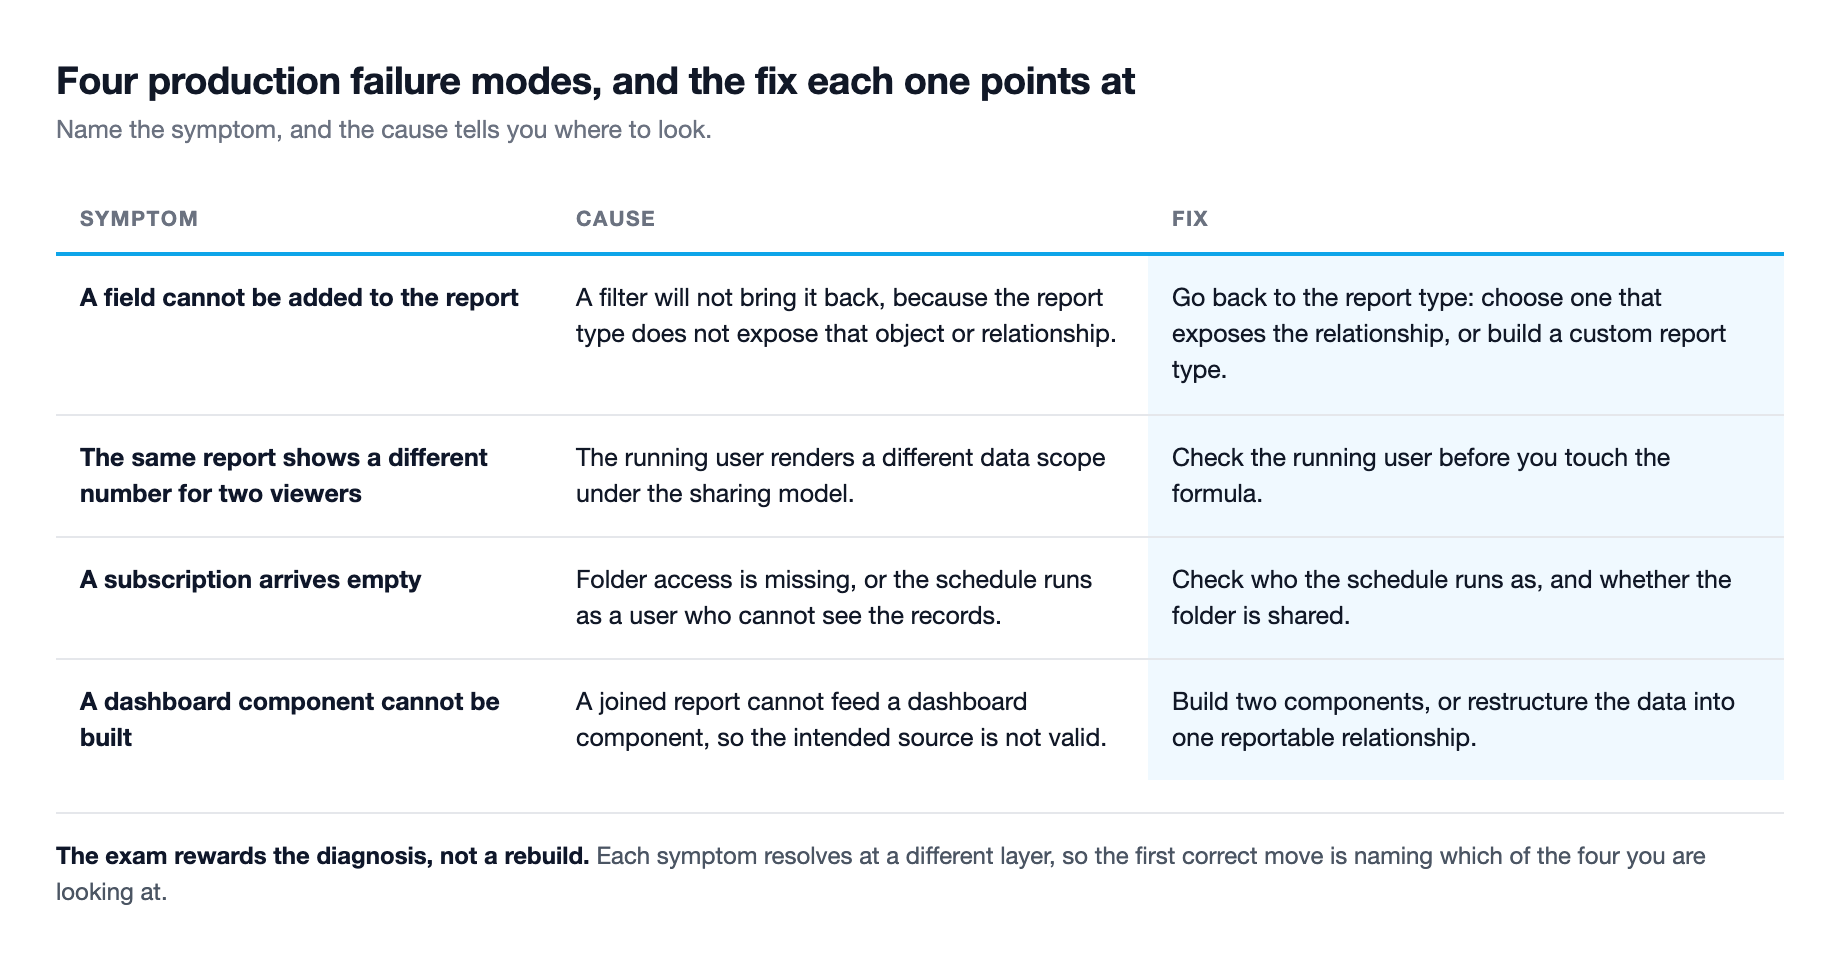 Four production failure modes, and the fix each one points at
Name the symptom, and the cause tells you where to look.
SYMPTOM
CAUSE
FIX
A field cannot be added to the report
A filter will not bring it back, because the report
type does not expose that object or relationship.
Go back to the report type: choose one that
exposes the relationship, or build a custom report
type.
The same report shows a different
number for two viewers
The running user renders a different data scope
under the sharing model.
Check the running user before you touch the
formula.
A subscription arrives empty
Folder access is missing, or the schedule runs
as a user who cannot see the records.
Check who the schedule runs as, and whether the
folder is shared.
A dashboard component cannot be
built
A joined report cannot feed a dashboard
component, so the intended source is not valid.
Build two components, or restructure the data into
one reportable relationship.
The exam rewards the diagnosis, not a rebuild. Each symptom resolves at a different layer, so the first correct move is naming which of the four you are
looking at.